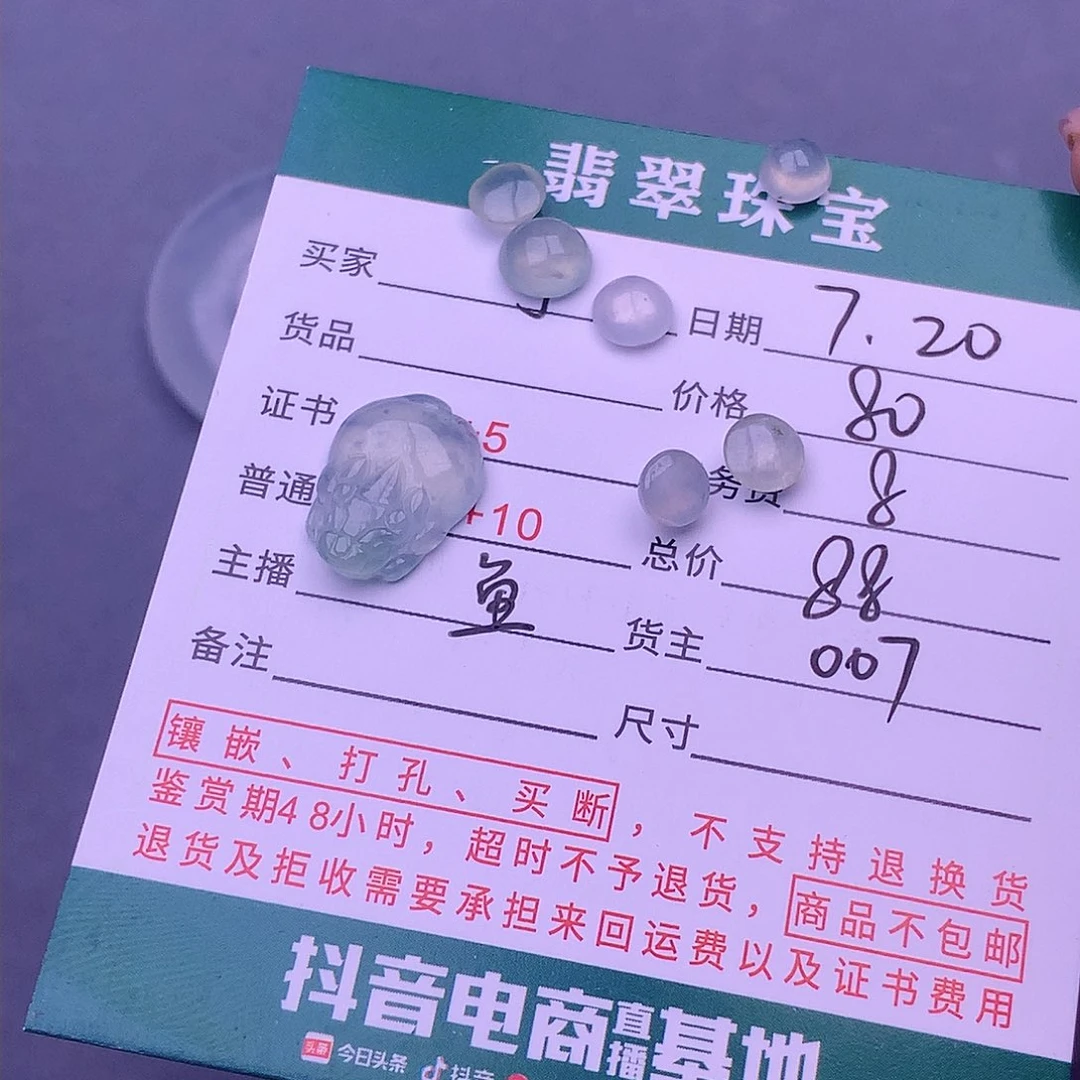 翡翠珠宝
买家 日期 7.20
货品 价格 80
证书 5 务费 8
普通 +10 总价 88
主播 鱼 货主 007
备注 尺寸
镶嵌、打孔、买断，不支持退换货
鉴赏期48小时，超时不予退货，商品不包邮
退货及拒收需要承担来回运费以及证书费用
抖音电商直播基地
头条 今日头条 抖音